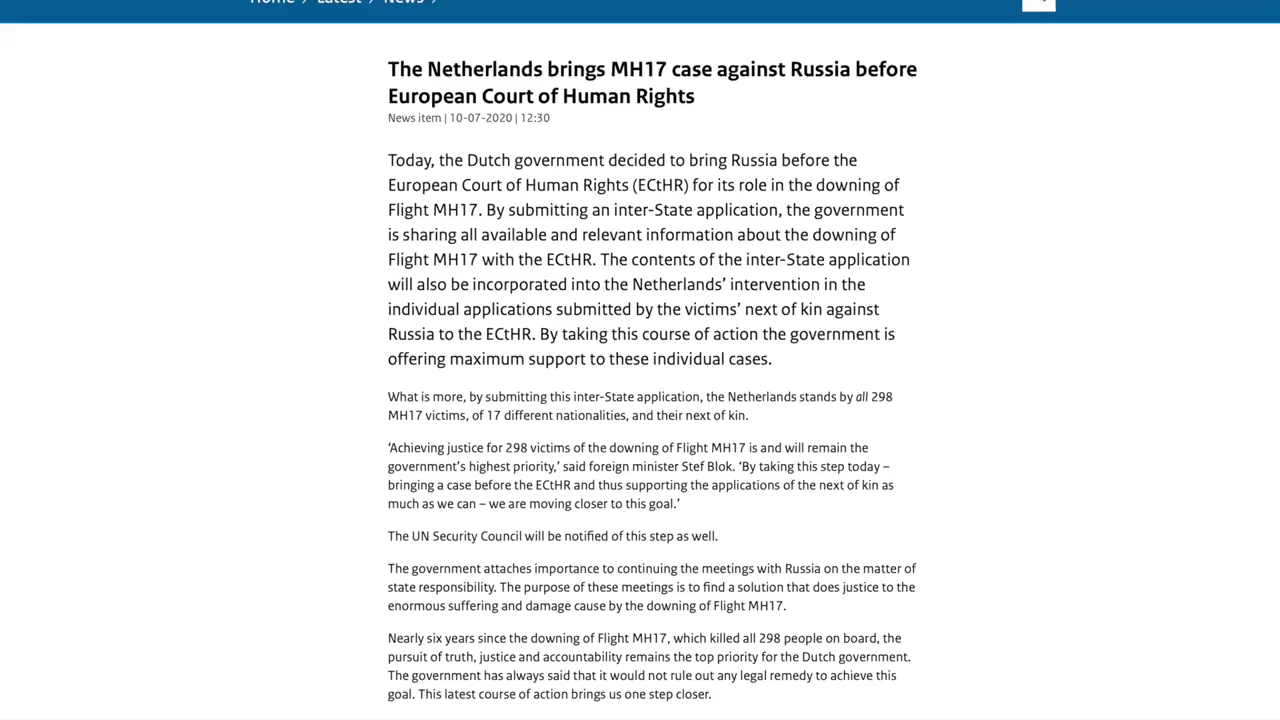 Home > Latest > News >
The Netherlands brings MH17 case against Russia before
European Court of Human Rights
News item | 10-07-2020 | 12:30
Today, the Dutch government decided to bring Russia before the
European Court of Human Rights (ECtHR) for its role in the downing of
Flight MH17. By submitting an inter-State application, the government
is sharing all available and relevant information about the downing of
Flight MH17 with the ECtHR. The contents of the inter-State application
will also be incorporated into the Netherlands’ intervention in the
individual applications submitted by the victims’ next of kin against
Russia to the ECtHR. By taking this course of action the government is
offering maximum support to these individual cases.
What is more, by submitting this inter-State application, the Netherlands stands by all 298
MH17 victims, of 17 different nationalities, and their next of kin.
‘Achieving justice for 298 victims of the downing of Flight MH17 is and will remain the
government’s highest priority,’ said foreign minister Stef Blok. ‘By taking this step today –
bringing a case before the ECtHR and thus supporting the applications of the next of kin as
much as we can – we are moving closer to this goal.’
The UN Security Council will be notified of this step as well.
The government attaches importance to continuing the meetings with Russia on the matter of
state responsibility. The purpose of these meetings is to find a solution that does justice to the
enormous suffering and damage cause by the downing of Flight MH17.
Nearly six years since the downing of Flight MH17, which killed all 298 people on board, the
pursuit of truth, justice and accountability remains the top priority for the Dutch government.
The government has always said that it would not rule out any legal remedy to achieve this
goal. This latest course of action brings us one step closer.